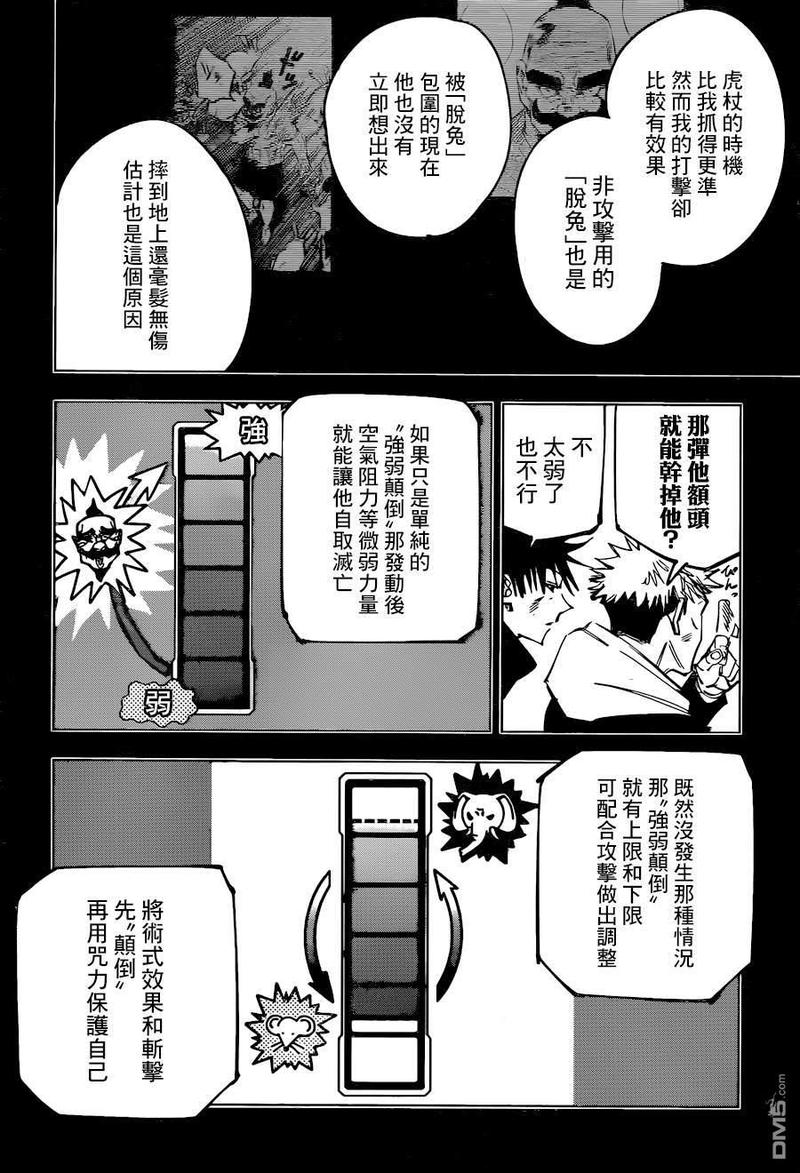 虎杖的時機
比我抓得更準
然而我的打擊卻
比較有效果
非攻擊用的
「脫兔」也是
被「脫兔」
包圍的現在
他也沒有
立即想出來
摔到地上還毫髮無傷
估計也是這個原因
那彈他額頭
就能幹掉他？
ぴんっ
不
太弱了
也不行
如果只是單純的
〝強弱顛倒〞那發動後
空氣阻力等微弱力量
就能讓他自取滅亡
強
弱
既然沒發生那種情況
那〝強弱顛倒〞
就有上限和下限
可配合攻擊做出調整
將術式效果和斬擊
先〝顛倒〞
再用咒力保護自己
DM5.com